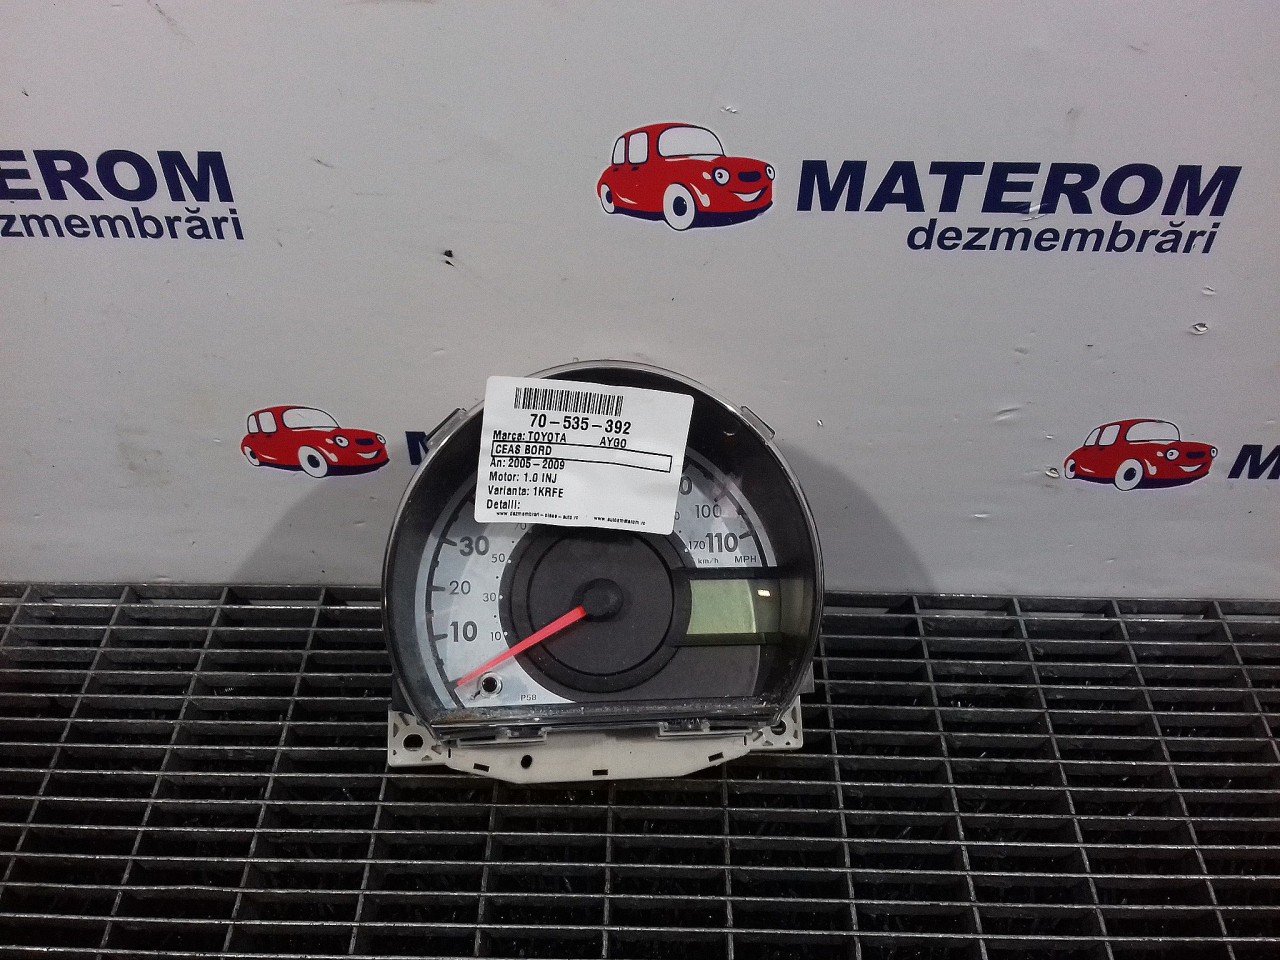 EROM
zmembrări
MATEROM
dezmembrări
M
70-535-392
Marca: TOYOTA AYGO
CEAS BORD
An: 2005-2009
Motor: 1.0 INJ
Varianta: 1KRFE
Detalii:
100
30
50
170
110
km/h MPH
20
30
10
10
P58